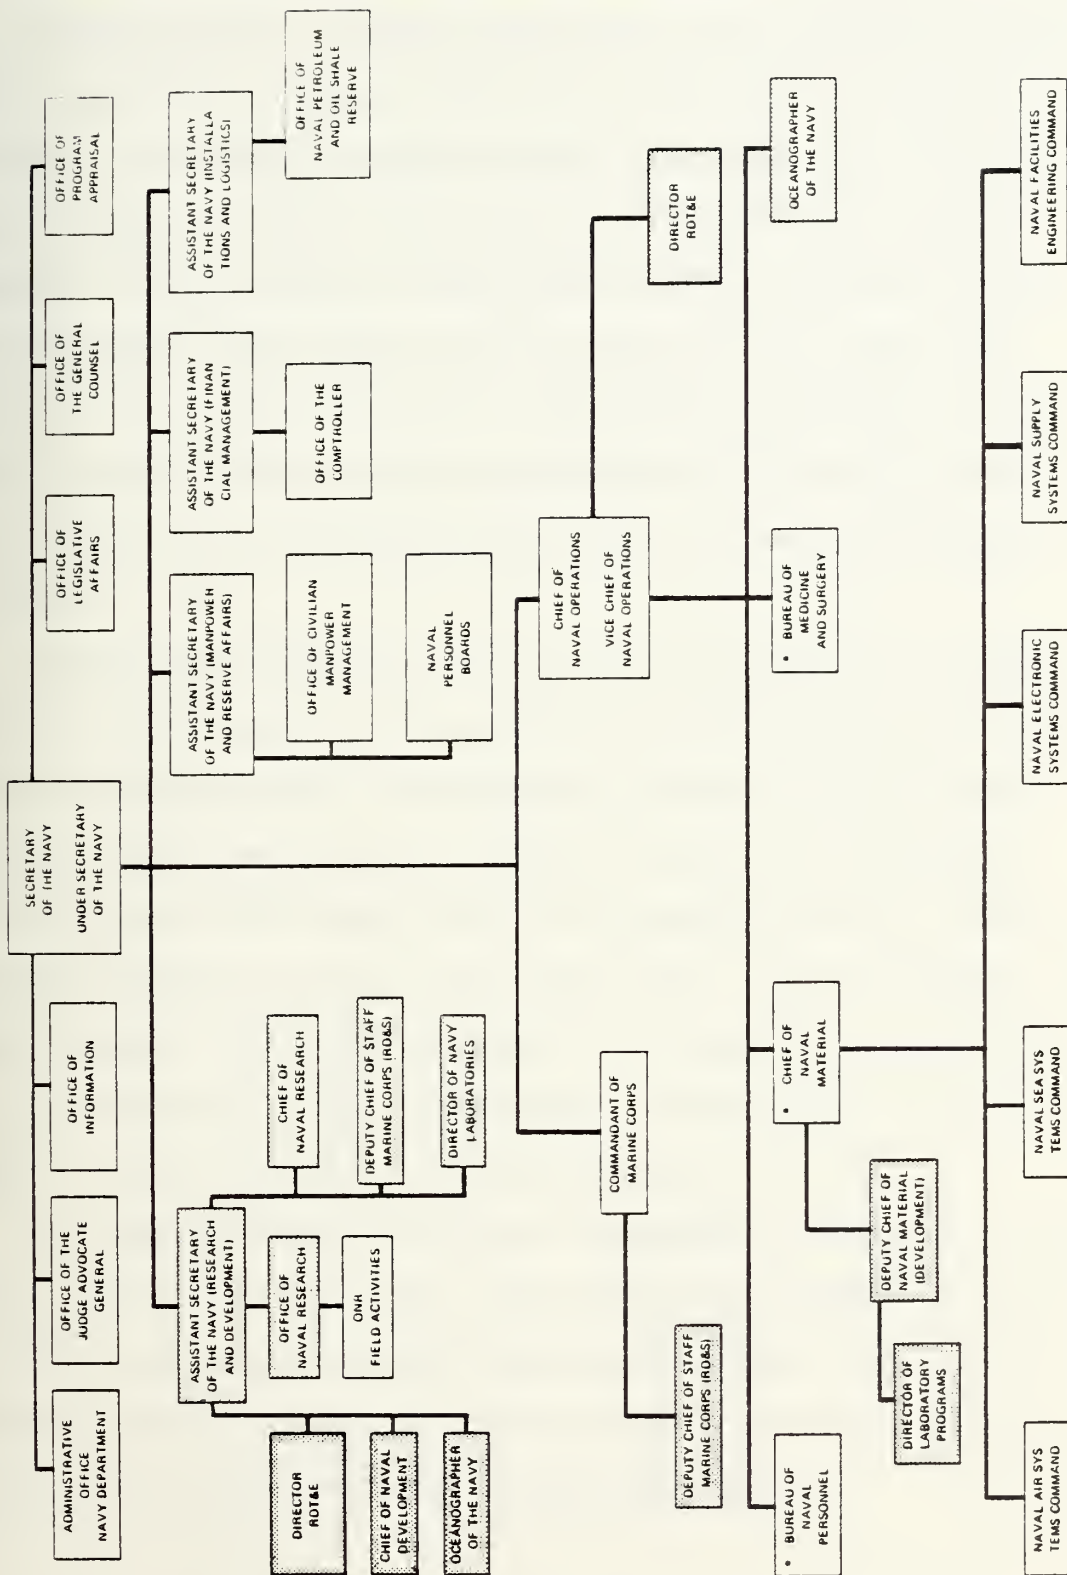 SECRETARY
OF THE NAVY
UNDER SECRETARY
OF THE NAVY
ADMINISTRATIVE
OFFICE
NAVY DEPARTMENT
OFFICE OF THE
JUDGE ADVOCATE
GENERAL
OFFICE OF
INFORMATION
OFFICE OF
LEGISLATIVE
AFFAIRS
OFFICE OF
THE GENERAL
COUNSEL
OFFICE OF
PROGRAM
APPRAISAL
ASSISTANT SECRETARY
OF THE NAVY (RESEARCH
AND DEVELOPMENT)
ASSISTANT SECRETARY
OF THE NAVY (MANPOWER
AND RESERVE AFFAIRS)
ASSISTANT SECRETARY
OF THE NAVY (FINAN
CIAL MANAGEMENT)
ASSISTANT SECRETARY
OF THE NAVY (INSTALLA
TIONS AND LOGISTICS)
DIRECTOR
RDT&E
CHIEF OF NAVAL
DEVELOPMENT
OCEANOGRAPHER
OF THE NAVY
OFFICE OF
NAVAL RESEARCH
ONR
FIELD ACTIVITIES
CHIEF OF
NAVAL RESEARCH
DEPUTY CHIEF OF STAFF
MARINE CORPS (RD&S)
DIRECTOR OF NAVY
LABORATORIES
OFFICE OF CIVILIAN
MANPOWER
MANAGEMENT
NAVAL
PERSONNEL
BOARDS
OFFICE OF THE
COMPTROLLER
OFFICE OF
NAVAL PETROLEUM
AND OIL SHALE
RESERVE
COMMANDANT OF
MARINE CORPS
DEPUTY CHIEF OF STAFF
MARINE CORPS (RD&S)
CHIEF OF
NAVAL OPERATIONS
VICE CHIEF OF
NAVAL OPERATIONS
DIRECTOR
RDT&E
* BUREAU OF
NAVAL
PERSONNEL
* CHIEF OF
NAVAL
MATERIAL
* BUREAU OF
MEDICINE
AND SURGERY
OCEANOGRAPHER
OF THE NAVY
DEPUTY CHIEF OF
NAVAL MATERIAL
(DEVELOPMENT)
DIRECTOR OF
LABORATORY
PROGRAMS
NAVAL AIR SYS
TEMS COMMAND
NAVAL SEA SYS
TEMS COMMAND
NAVAL ELECTRONIC
SYSTEMS COMMAND
NAVAL SUPPLY
SYSTEMS COMMAND
NAVAL FACILITIES
ENGINEERING COMMAND